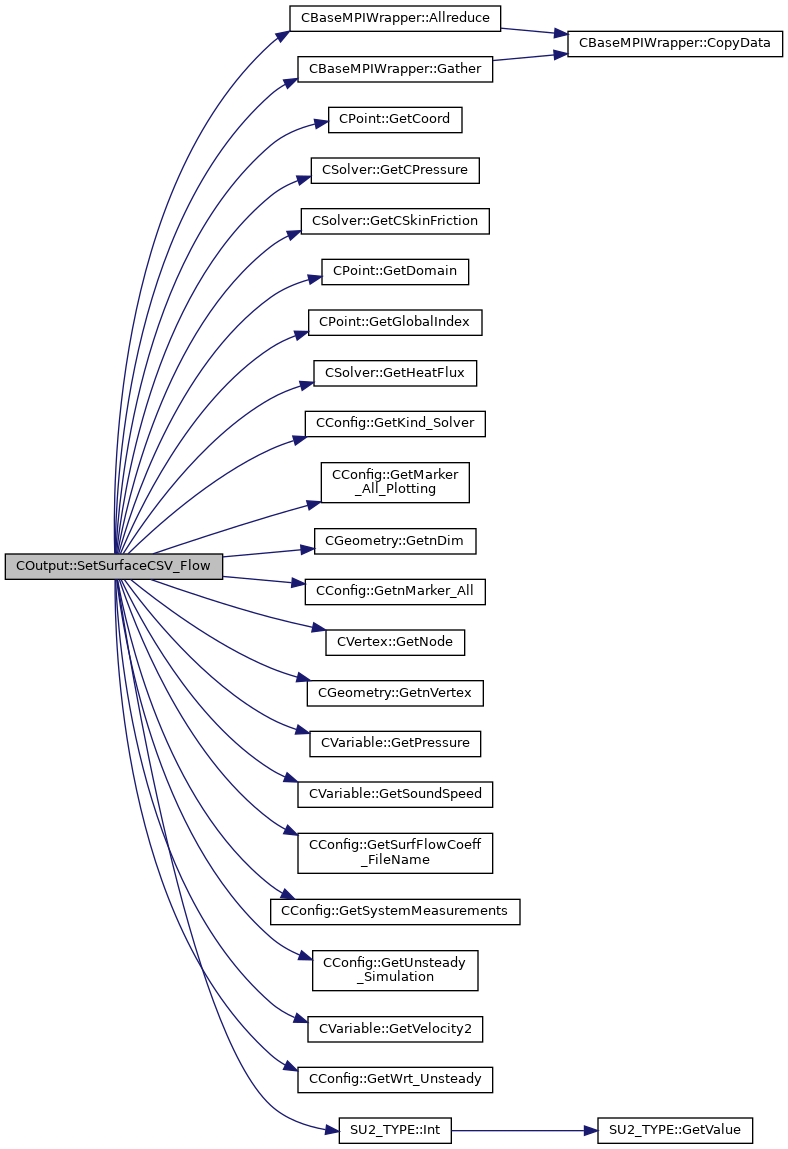 CBaseMPIWrapper::Allreduce
CBaseMPIWrapper::CopyData
CBaseMPIWrapper::Gather
CPoint::GetCoord
CSolver::GetCPressure
CSolver::GetCSkinFriction
CPoint::GetDomain
CPoint::GetGlobalIndex
CSolver::GetHeatFlux
CConfig::GetKind_Solver
CConfig::GetMarker
_All_Plotting
CGeometry::GetnDim
COutput::SetSurfaceCSV_Flow
CConfig::GetnMarker_All
CVertex::GetNode
CGeometry::GetnVertex
CVariable::GetPressure
CVariable::GetSoundSpeed
CConfig::GetSurfFlowCoeff
_FileName
CConfig::GetSystemMeasurements
CConfig::GetUnsteady
_Simulation
CVariable::GetVelocity2
CConfig::GetWrt_Unsteady
SU2_TYPE::Int
SU2_TYPE::GetValue